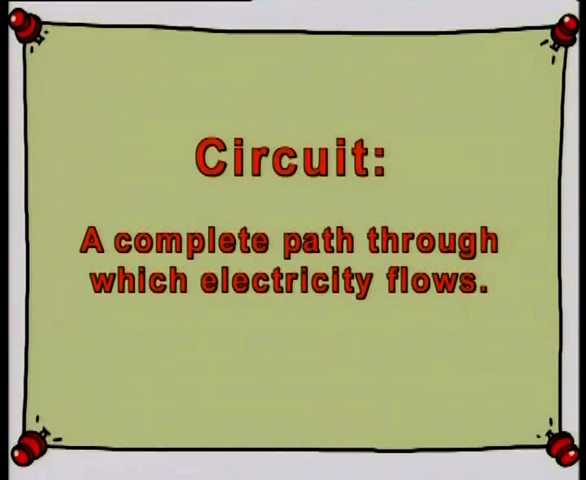 Circuit:
A complete path through
which electricity flows.